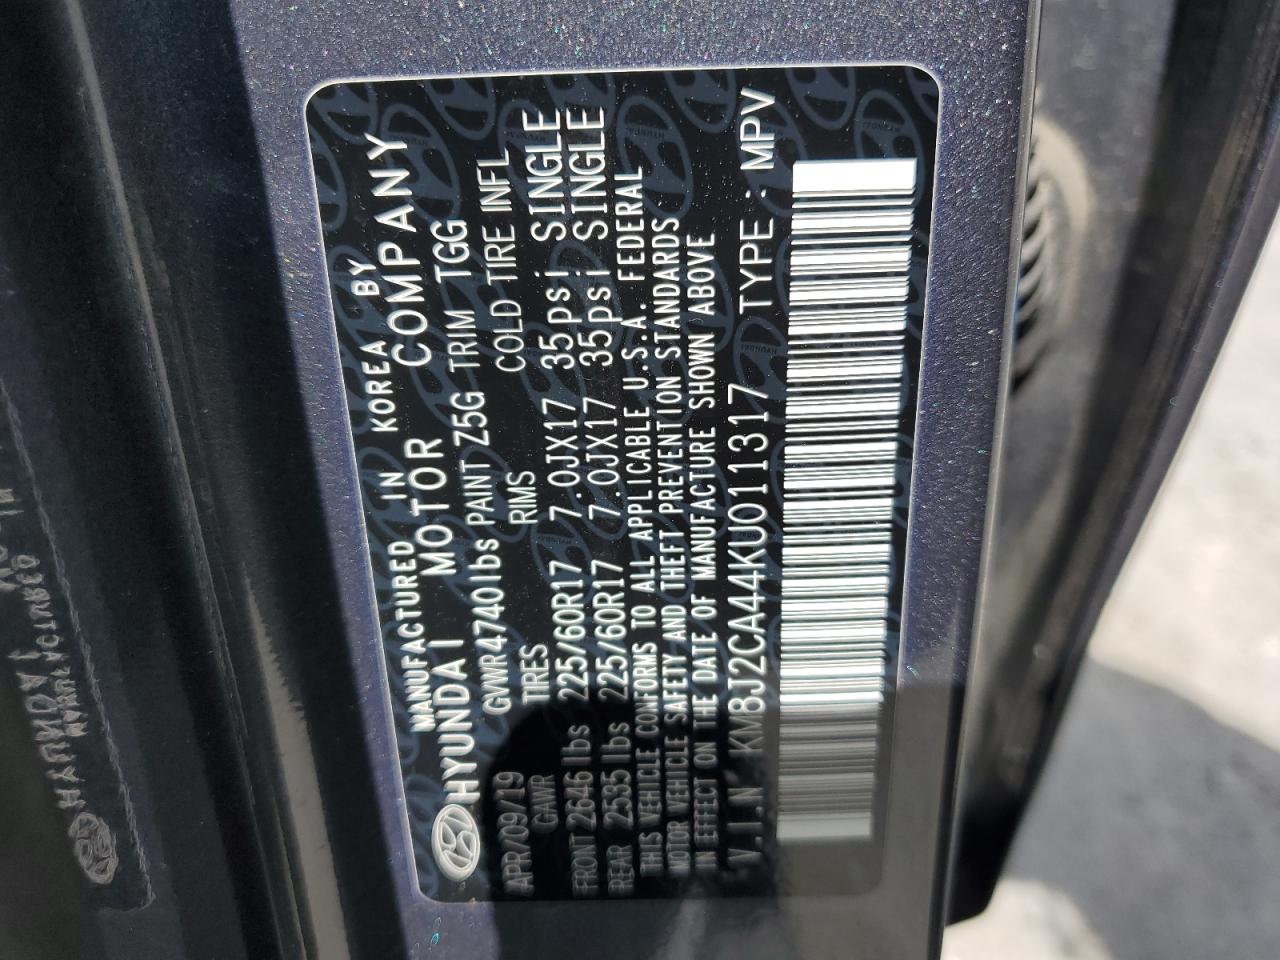 MANUFACTURED IN KOREA BY
HYUNDAI MOTOR COMPANY
APR/09/19 GVWR 4740lbs PAINT Z5G TRIM TGG
GAWR TIRES RIMS COLD TIRE INFL
FRONT 2646 lbs 225/60R17 7.0JX17 35psi SINGLE
REAR 2535 lbs 225/60R17 7.0JX17 35psi SINGLE
THIS VEHICLE CONFORMS TO ALL APPLICABLE U.S.A. FEDERAL
MOTOR VEHICLE SAFETY AND THEFT PREVENTION STANDARDS
IN EFFECT ON THE DATE OF MANUFACTURE SHOWN ABOVE
V.I.N KM8J2CA44KU011317 TYPE : MPV